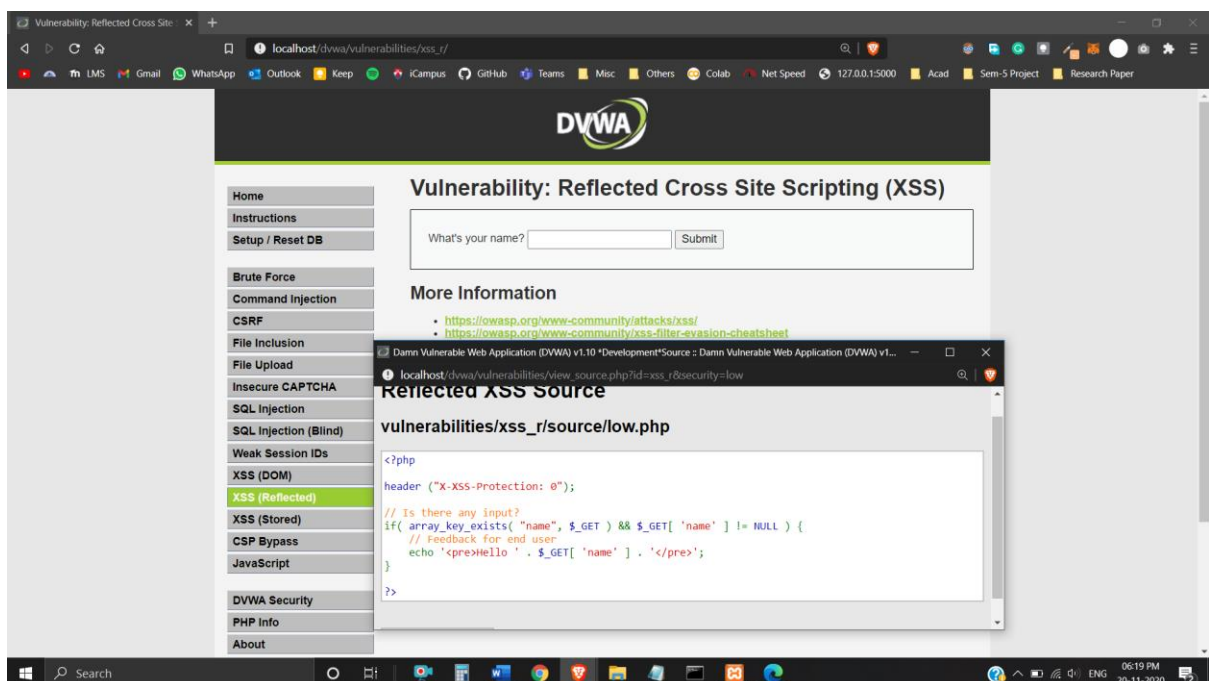 Vulnerability: Reflected Cross Site
localhost/dvwa/vulnerabilities/xss_r/
LMS Gmail WhatsApp Outlook Keep iCampus GitHub Teams Misc Others Colab Net Speed 127.0.0.1:5000 Acad Sem-5 Project Research Paper
DVWA
Home
Instructions
Setup / Reset DB
Brute Force
Command Injection
CSRF
File Inclusion
File Upload
Insecure CAPTCHA
SQL Injection
SQL Injection (Blind)
Weak Session IDs
XSS (DOM)
XSS (Reflected)
XSS (Stored)
CSP Bypass
JavaScript
DVWA Security
PHP Info
About
Vulnerability: Reflected Cross Site Scripting (XSS)
What's your name? Submit
More Information
https://owasp.org/www-community/attacks/xss/
https://owasp.org/www-community/xss-filter-evasion-cheatsheet
Damn Vulnerable Web Application (DVWA) v1.10 *Development*Source :: Damn Vulnerable Web Application (DVWA) v1...
localhost/dvwa/vulnerabilities/view_source.php?id=xss_r&security=low
Reflected XSS Source
vulnerabilities/xss_r/source/low.php
<?php
header ("X-XSS-Protection: 0");
// Is there any input?
if( array_key_exists( "name", $_GET ) && $_GET[ 'name' ] != NULL ) {
// Feedback for end user
echo '<pre>Hello ' . $_GET[ 'name' ] . '</pre>';
}
?>
Search
ENG
06:19 PM
20-11-2020